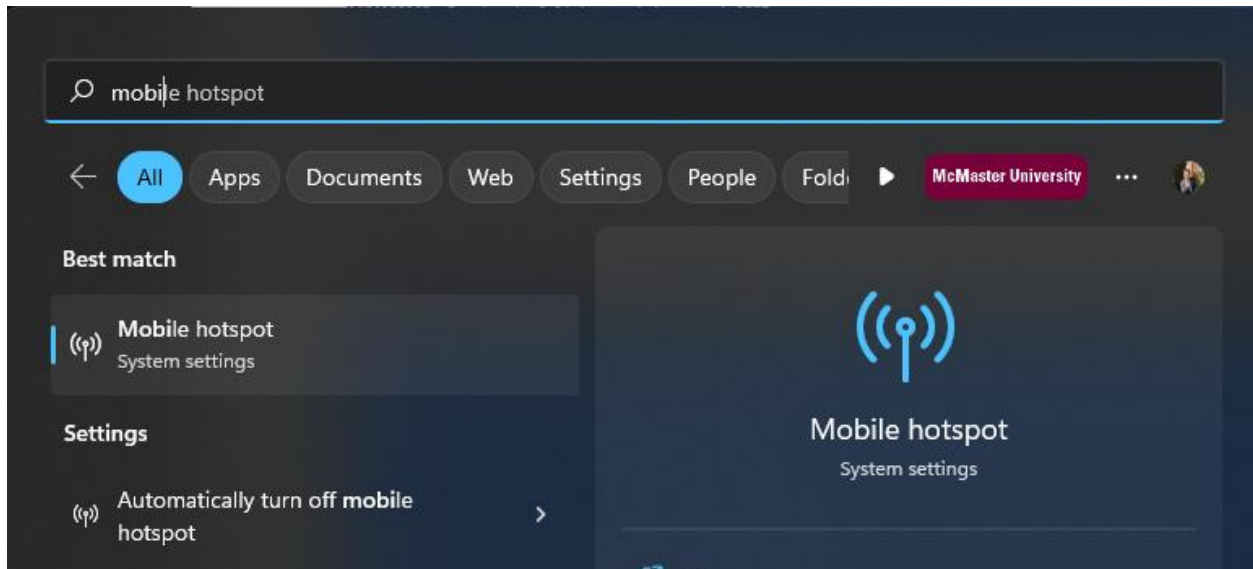 mobile hotspot
All Apps Documents Web Settings People Fold McMaster University ...
Best match
Mobile hotspot
System settings
Settings
Automatically turn off mobile
hotspot
Mobile hotspot
System settings